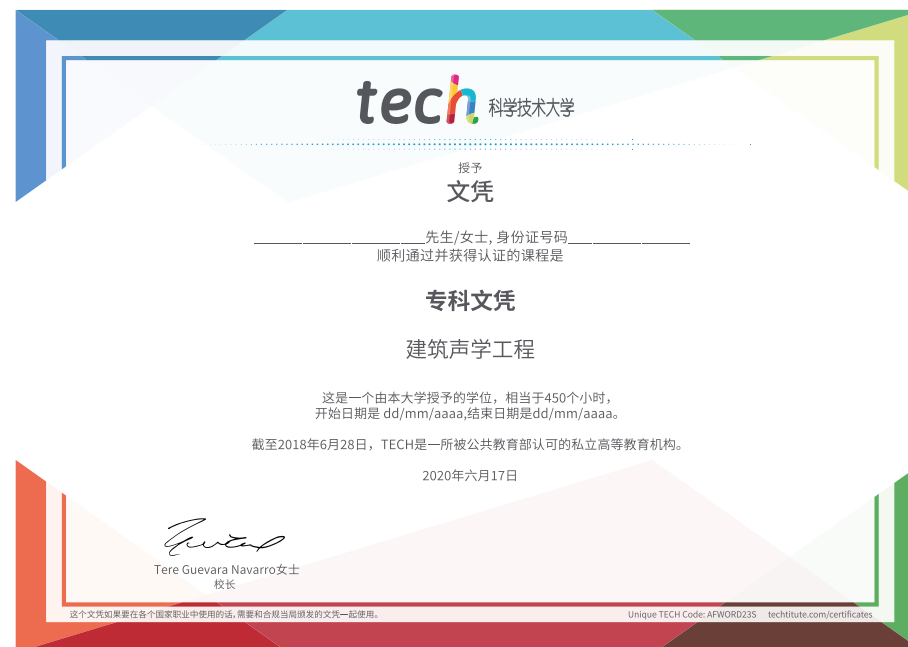 tech 科学技术大学
授予
文凭
_____________________先生/女士, 身份证号码_______________
顺利通过并获得认证的课程是
专科文凭
建筑声学工程
这是一个由本大学授予的学位，相当于450个小时，
开始日期是 dd/mm/aaaa,结束日期是dd/mm/aaaa。
截至2018年6月28日，TECH是一所被公共教育部认可的私立高等教育机构。
2020年六月17日
Tere Guevara Navarro女士
校长
这个文凭如果要在各个国家职业中使用的话,需要和合规当局颁发的文凭一起使用。
Unique TECH Code: AFWORD23S techtitute.com/certificates